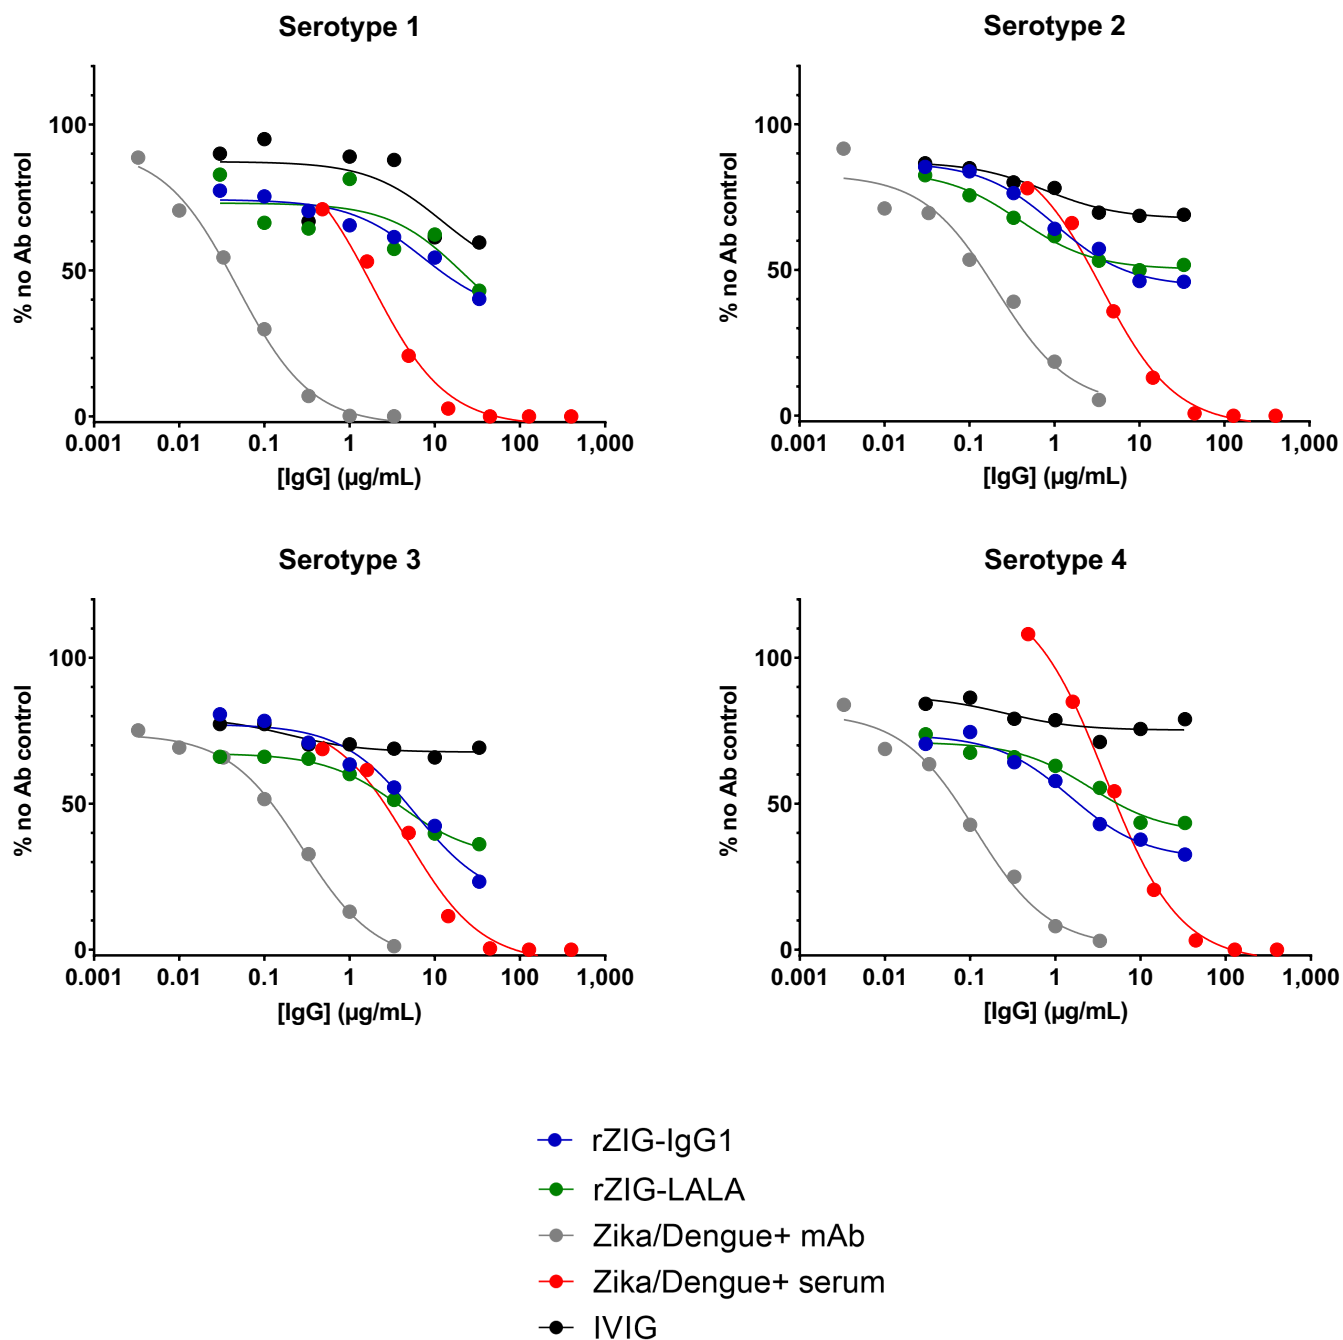 Serotype 1
Serotype 2
% no Ab control
100
50
0
0.001 0.01 0.1 1 10 100 1,000
[IgG] (µg/mL)
% no Ab control
100
50
0
0.001 0.01 0.1 1 10 100 1,000
[IgG] (µg/mL)
Serotype 3
Serotype 4
% no Ab control
100
50
0
0.001 0.01 0.1 1 10 100 1,000
[IgG] (µg/mL)
% no Ab control
100
50
0
0.001 0.01 0.1 1 10 100 1,000
[IgG] (µg/mL)
rZIG-IgG1
rZIG-LALA
Zika/Dengue+ mAb
Zika/Dengue+ serum
IVIG